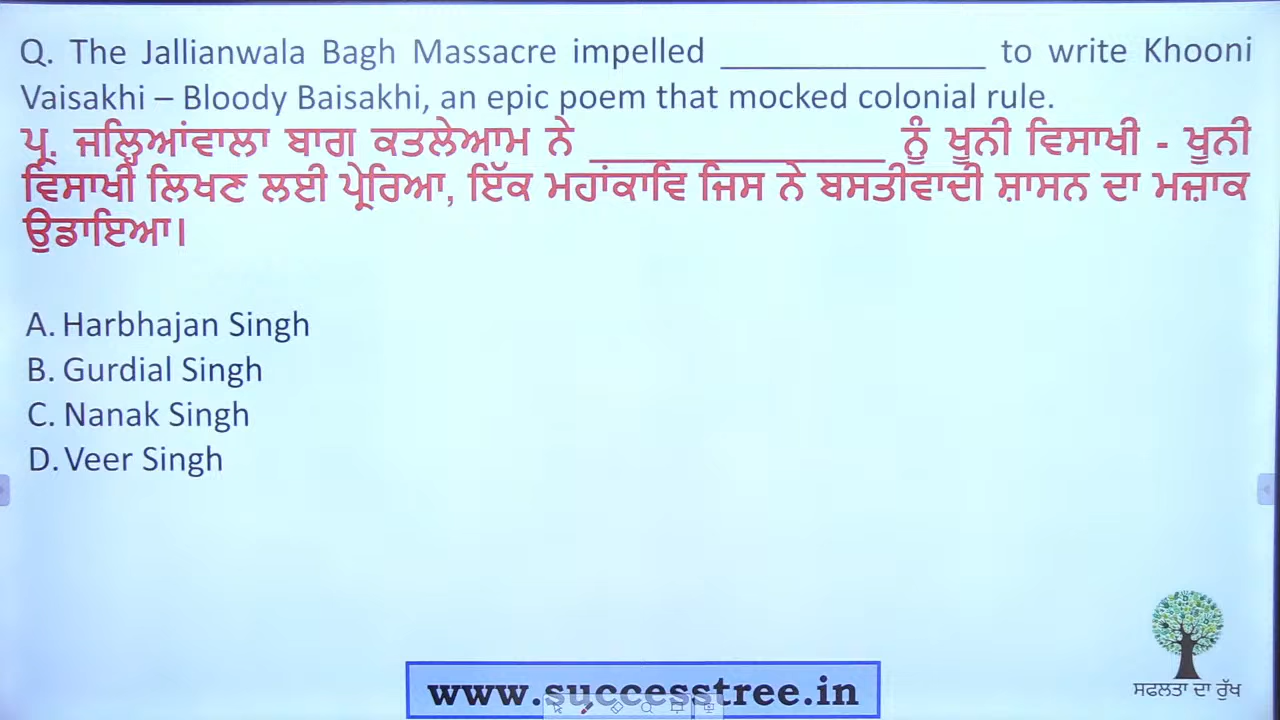 Q. The Jallianwala Bagh Massacre impelled _______________ to write Khooni
Vaisakhi – Bloody Baisakhi, an epic poem that mocked colonial rule.
ਪ੍ਰ. ਜਲ੍ਹਿਆਂਵਾਲਾ ਬਾਗ ਕਤਲੇਆਮ ਨੇ _________________ ਨੂੰ ਖੂਨੀ ਵਿਸਾਖੀ - ਖੂਨੀ
ਵਿਸਾਖੀ ਲਿਖਣ ਲਈ ਪ੍ਰੇਰਿਆ, ਇੱਕ ਮਹਾਂਕਾਵਿ ਜਿਸ ਨੇ ਬਸਤੀਵਾਦੀ ਸ਼ਾਸਨ ਦਾ ਮਜ਼ਾਕ
ਉਡਾਇਆ।
A. Harbhajan Singh
B. Gurdial Singh
C. Nanak Singh
D. Veer Singh
ਸਫਲਤਾ ਦਾ ਰੁੱਖ
www.successtree.in